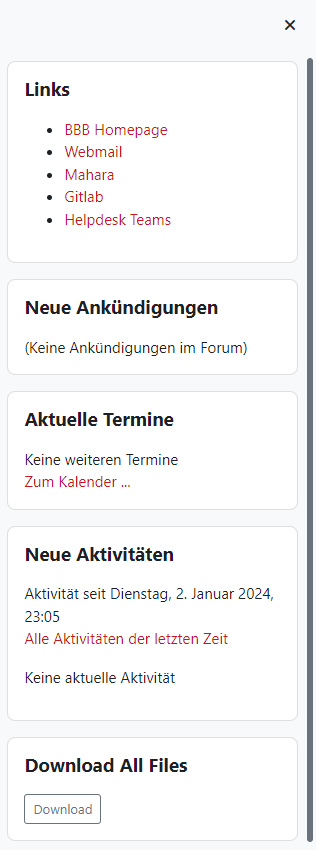 ×
Links
BBB Homepage
Webmail
Mahara
Gitlab
Helpdesk Teams
Neue Ankündigungen
(Keine Ankündigungen im Forum)
Aktuelle Termine
Keine weiteren Termine
Zum Kalender ...
Neue Aktivitäten
Aktivität seit Dienstag, 2. Januar 2024,
23:05
Alle Aktivitäten der letzten Zeit
Keine aktuelle Aktivität
Download All Files
Download